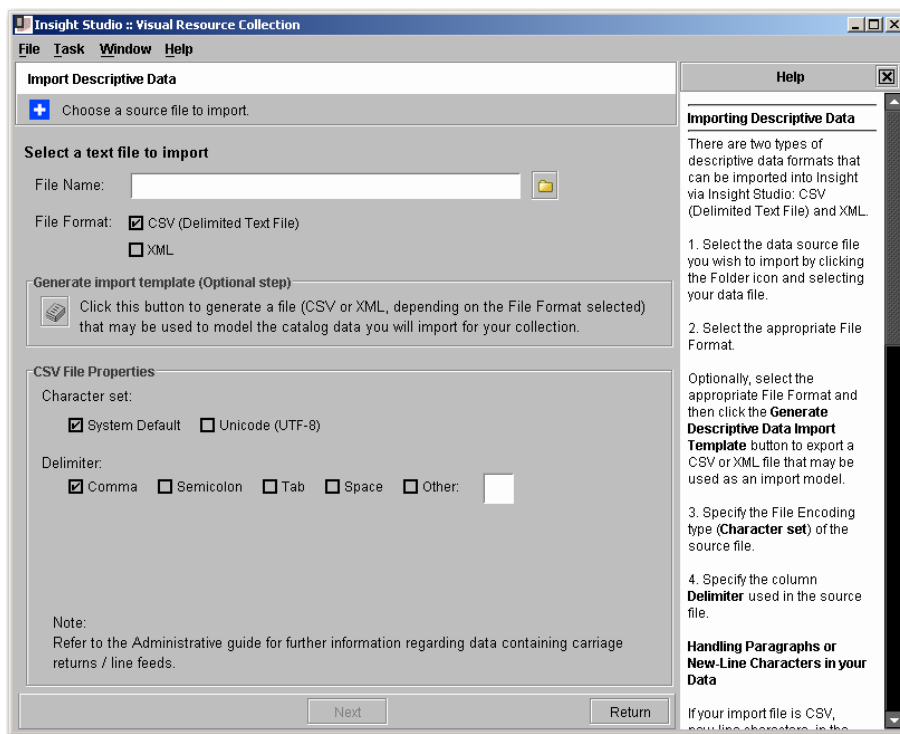 Insight Studio :: Visual Resource Collection
File Task Window Help
Import Descriptive Data
Choose a source file to import.
Select a text file to import
File Name:
File Format: CSV (Delimited Text File)
XML
Generate import template (Optional step)
Click this button to generate a file (CSV or XML, depending on the File Format selected)
that may be used to model the catalog data you will import for your collection.
CSV File Properties
Character set:
System Default Unicode (UTF-8)
Delimiter:
Comma Semicolon Tab Space Other:
Note:
Refer to the Administrative guide for further information regarding data containing carriage
returns / line feeds.
Next Return
Help
Importing Descriptive Data
There are two types of
descriptive data formats that
can be imported into Insight
via Insight Studio: CSV
(Delimited Text File) and XML.
1. Select the data source file
you wish to import by clicking
the Folder icon and selecting
your data file.
2. Select the appropriate File
Format.
Optionally, select the
appropriate File Format and
then click the Generate
Descriptive Data Import
Template button to export a
CSV or XML file that may be
used as an import model.
3. Specify the File Encoding
type (Character set) of the
source file.
4. Specify the column
Delimiter used in the source
file.
Handling Paragraphs or
New-Line Characters in your
Data
If your import file is CSV,